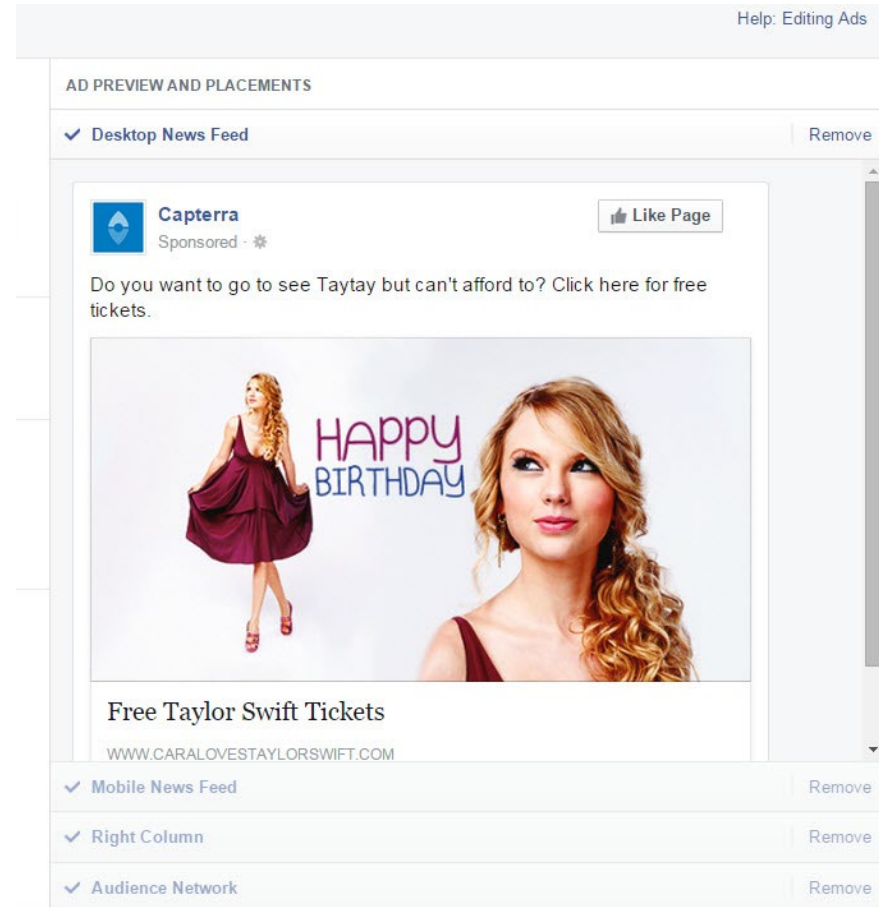 Help: Editing Ads
AD PREVIEW AND PLACEMENTS
Desktop News Feed
Remove
Capterra
Like Page
Sponsored ·
Do you want to go to see Taytay but can't afford to? Click here for free
tickets.
HAPPY
BIRTHDAY
Free Taylor Swift Tickets
WWW.CARALOVESTAYLORSWIFT.COM
Mobile News Feed
Remove
Right Column
Remove
Audience Network
Remove